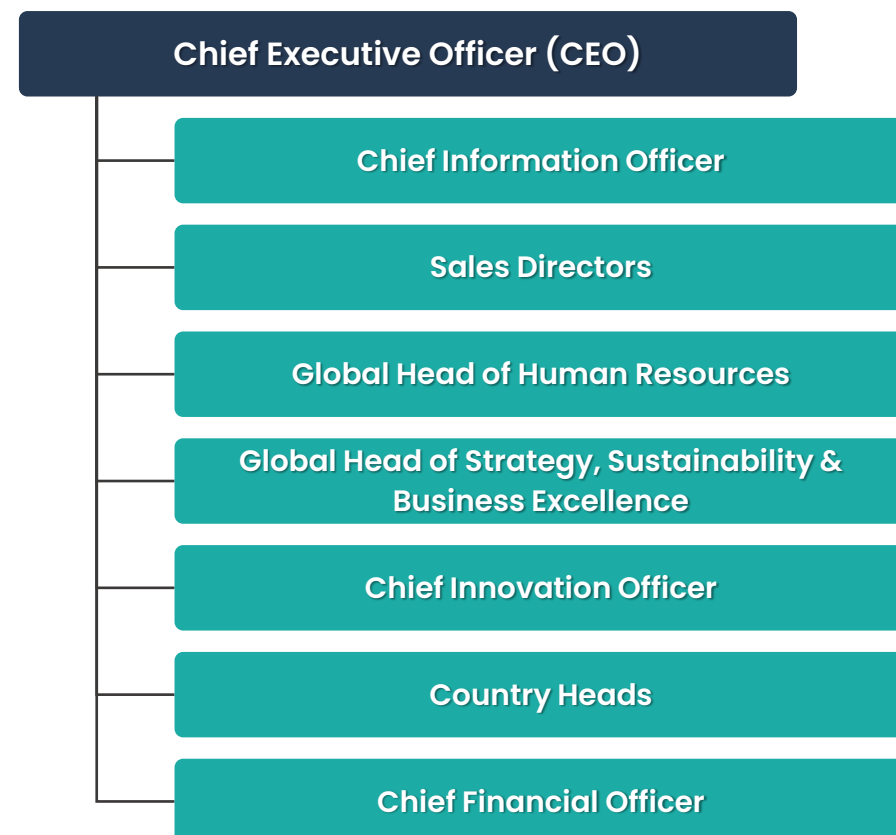 Chief Executive Officer (CEO)
Chief Information Officer
Sales Directors
Global Head of Human Resources
Global Head of Strategy, Sustainability &
Business Excellence
Chief Innovation Officer
Country Heads
Chief Financial Officer